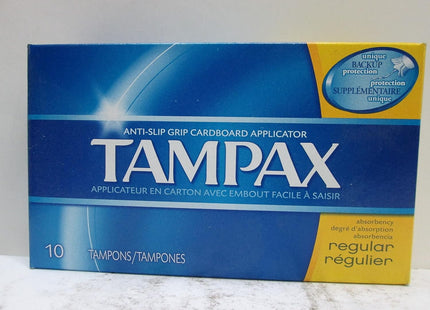 unique
BACKUP
protection
protection
SUPPLÉMENTAIRE
unique
ANTI-SLIP GRIP CARDBOARD APPLICATOR
TAMPAX
APPLICATEUR EN CARTON AVEC EMBOUT FACILE À SAISIR
absorbency
degré d'absorption
absorbencia
regular
régulier
10 TAMPONS/TAMPONES